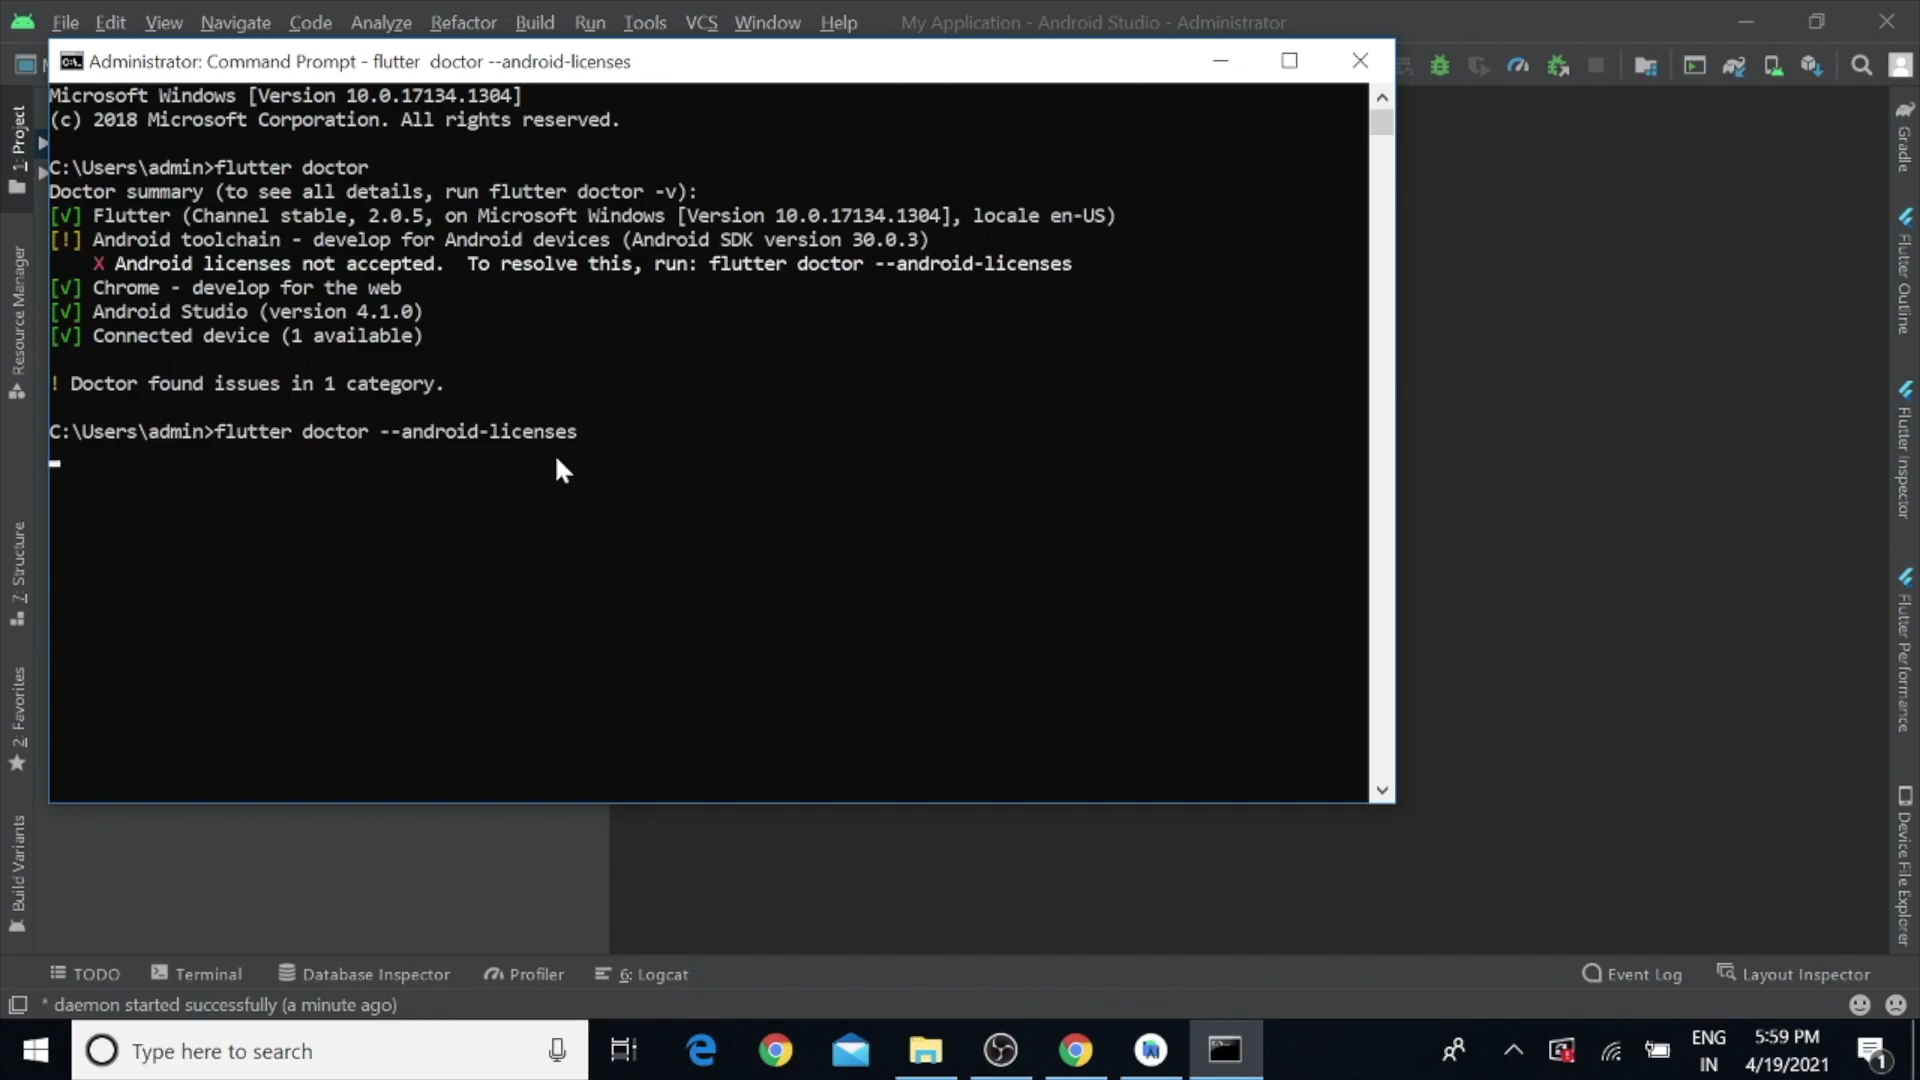 File Edit View Navigate Code Analyze Refactor Build Run Tools VCS Window Help My Application - Android Studio - Administrator
Administrator: Command Prompt - flutter  doctor --android-licenses
Microsoft Windows [Version 10.0.17134.1304]
(c) 2018 Microsoft Corporation. All rights reserved.
C:\Users\admin>flutter doctor
Doctor summary (to see all details, run flutter doctor -v):
[√] Flutter (Channel stable, 2.0.5, on Microsoft Windows [Version 10.0.17134.1304], locale en-US)
[!] Android toolchain - develop for Android devices (Android SDK version 30.0.3)
X Android licenses not accepted.  To resolve this, run: flutter doctor --android-licenses
[√] Chrome - develop for the web
[√] Android Studio (version 4.1.0)
[√] Connected device (1 available)
! Doctor found issues in 1 category.
C:\Users\admin>flutter doctor --android-licenses
1: Project
Resource Manager
7: Structure
2: Favorites
Build Variants
Gradle
Flutter Outline
Flutter Inspector
Flutter Performance
Device File Explorer
TODO Terminal Database Inspector Profiler 6: Logcat Event Log Layout Inspector
* daemon started successfully (a minute ago)
Type here to search
ENG
IN
5:59 PM
4/19/2021
1